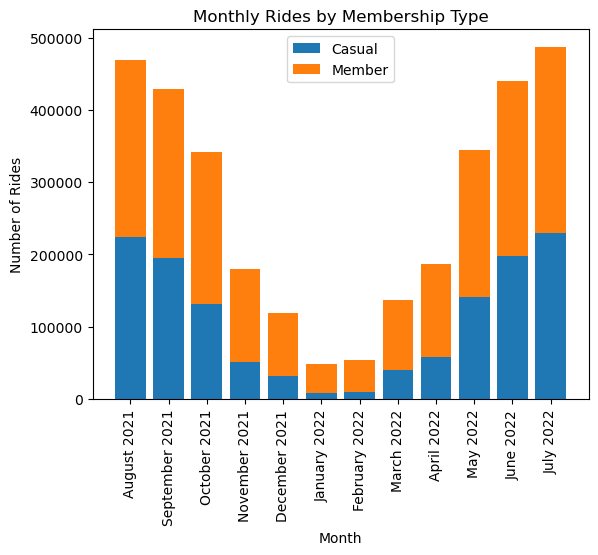 Monthly Rides by Membership Type
Casual
Member
Number of Rides
500000
400000
300000
200000
100000
0
August 2021
September 2021
October 2021
November 2021
December 2021
January 2022
February 2022
March 2022
April 2022
May 2022
June 2022
July 2022
Month